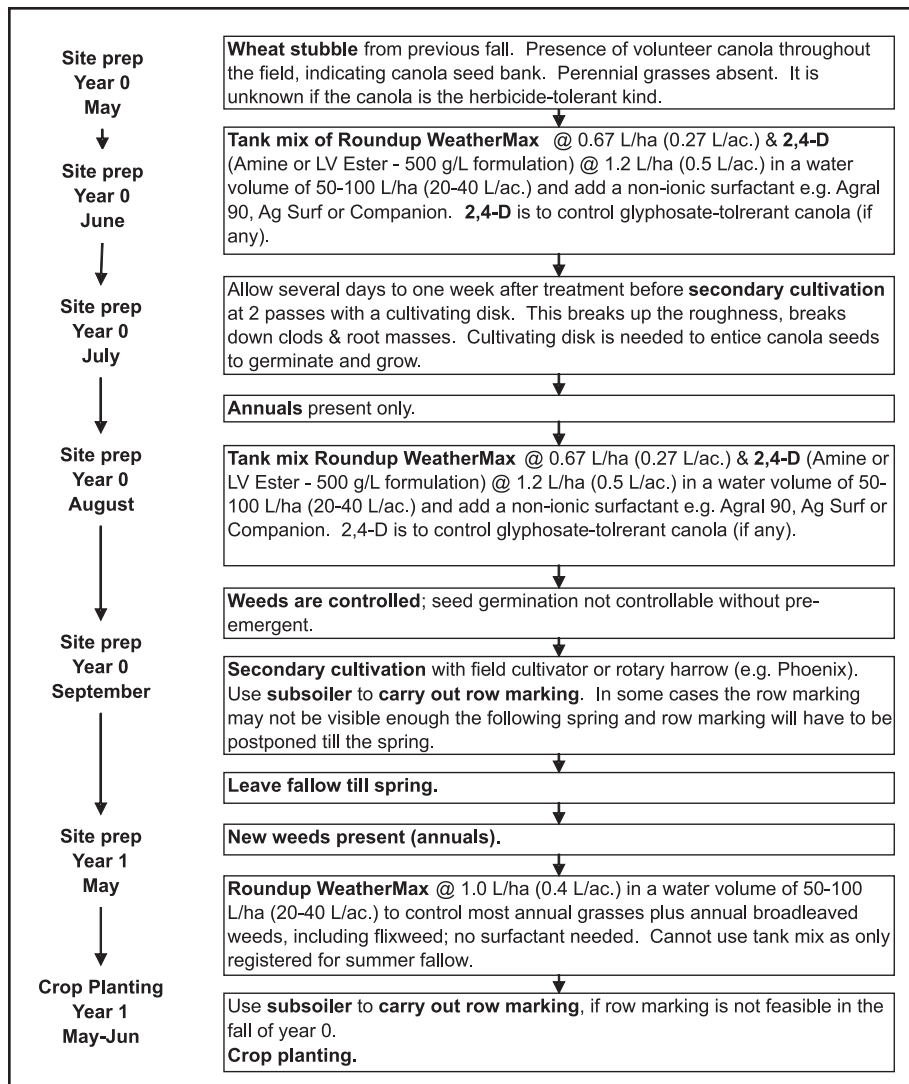 Site prep
Year 0
May
Wheat stubble from previous fall. Presence of volunteer canola throughout
the field, indicating canola seed bank. Perennial grasses absent. It is
unknown if the canola is the herbicide-tolerant kind.
Site prep
Year 0
June
Tank mix of Roundup WeatherMax @ 0.67 L/ha (0.27 L/ac.) & 2,4-D
(Amine or LV Ester - 500 g/L formulation) @ 1.2 L/ha (0.5 L/ac.) in a water
volume of 50-100 L/ha (20-40 L/ac.) and add a non-ionic surfactant e.g. Agral
90, Ag Surf or Companion. 2,4-D is to control glyphosate-tolrerant canola (if
any).
Site prep
Year 0
July
Allow several days to one week after treatment before secondary cultivation
at 2 passes with a cultivating disk. This breaks up the roughness, breaks
down clods & root masses. Cultivating disk is needed to entice canola seeds
to germinate and grow.
Annuals present only.
Site prep
Year 0
August
Tank mix Roundup WeatherMax @ 0.67 L/ha (0.27 L/ac.) & 2,4-D (Amine or
LV Ester - 500 g/L formulation) @ 1.2 L/ha (0.5 L/ac.) in a water volume of 50-
100 L/ha (20-40 L/ac.) and add a non-ionic surfactant e.g. Agral 90, Ag Surf or
Companion. 2,4-D is to control glyphosate-tolrerant canola (if any).
Weeds are controlled; seed germination not controllable without pre-
emergent.
Site prep
Year 0
September
Secondary cultivation with field cultivator or rotary harrow (e.g. Phoenix).
Use subsoiler to carry out row marking. In some cases the row marking
may not be visible enough the following spring and row marking will have to be
postponed till the spring.
Leave fallow till spring.
Site prep
Year 1
May
New weeds present (annuals).
Roundup WeatherMax @ 1.0 L/ha (0.4 L/ac.) in a water volume of 50-100
L/ha (20-40 L/ac.) to control most annual grasses plus annual broadleaved
weeds, including flixweed; no surfactant needed. Cannot use tank mix as only
registered for summer fallow.
Crop Planting
Year 1
May-Jun
Use subsoiler to carry out row marking, if row marking is not feasible in the
fall of year 0.
Crop planting.